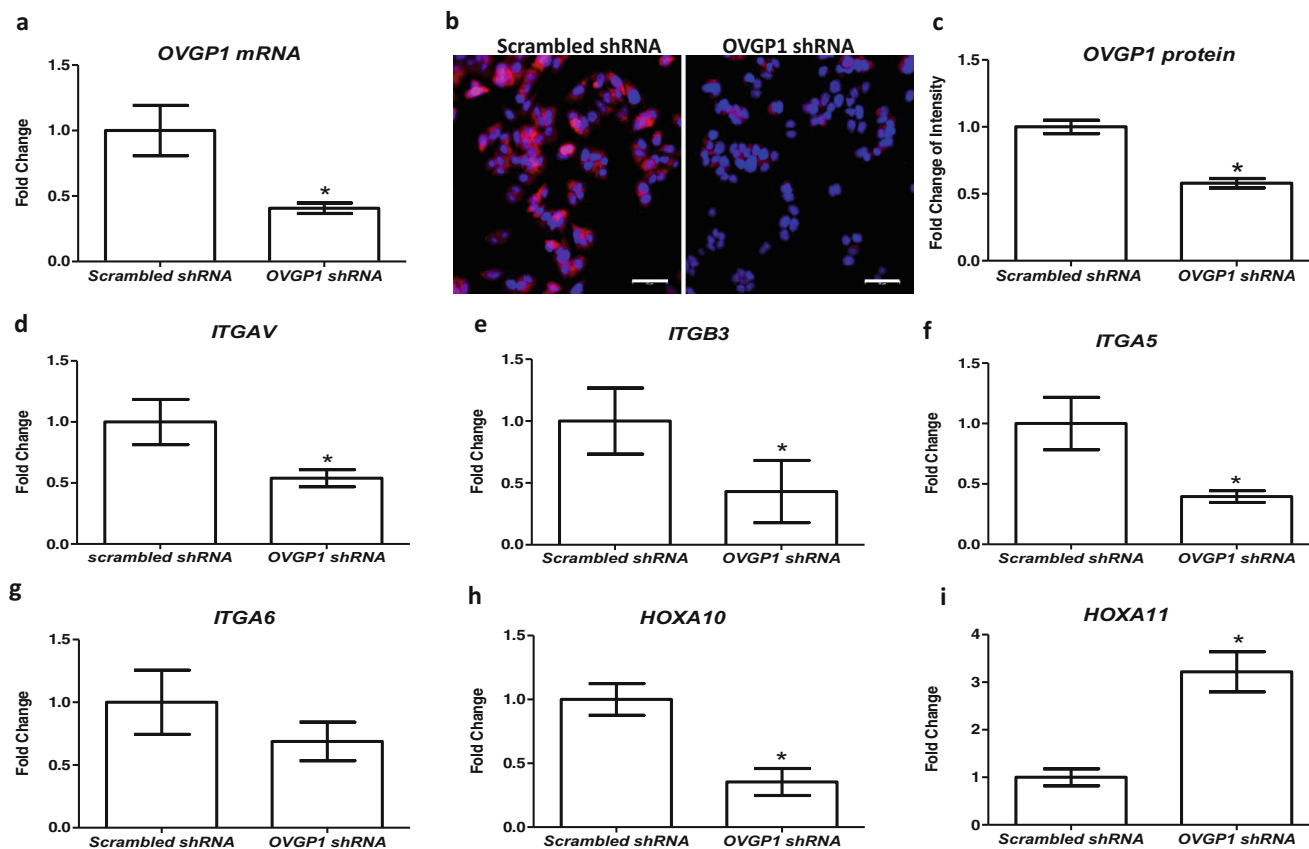 a
OVGP1 mRNA
Fold Change
1.5
1.0
*
0.5
0.0
Scrambled shRNA OVGP1 shRNA
b
Scrambled shRNA OVGP1 shRNA
c
OVGP1 protein
Fold Change of Intensity
1.5
1.0
*
0.5
0.0
Scrambled shRNA OVGP1 shRNA
d
ITGAV
Fold Change
1.5
1.0
*
0.5
0.0
scrambled shRNA OVGP1 shRNA
e
ITGB3
Fold Change
1.5
1.0
*
0.5
0.0
Scrambled shRNA OVGP1 shRNA
f
ITGA5
Fold Change
1.5
1.0
*
0.5
0.0
Scrambled shRNA OVGP1 shRNA
g
ITGA6
Fold Change
1.5
1.0
0.5
0.0
Scrambled shRNA OVGP1 shRNA
h
HOXA10
Fold Change
1.5
1.0
*
0.5
0.0
Scrambled shRNA OVGP1 shRNA
i
HOXA11
Fold Change
4
*
3
2
1
0
Scrambled shRNA OVGP1 shRNA